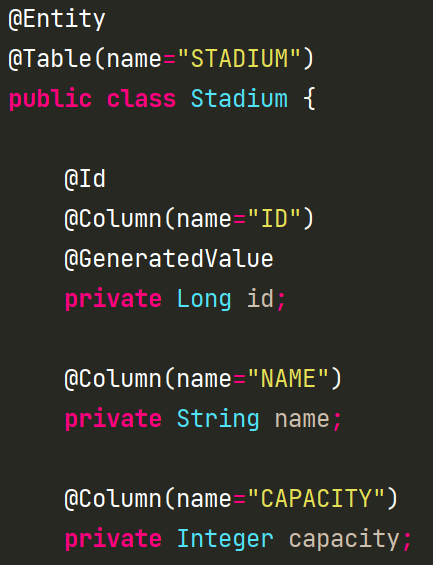 @Entity
@Table(name="STADIUM")
public class Stadium {
@Id
@Column(name="ID")
@GeneratedValue
private Long id;
@Column(name="NAME")
private String name;
@Column(name="CAPACITY")
private Integer capacity;